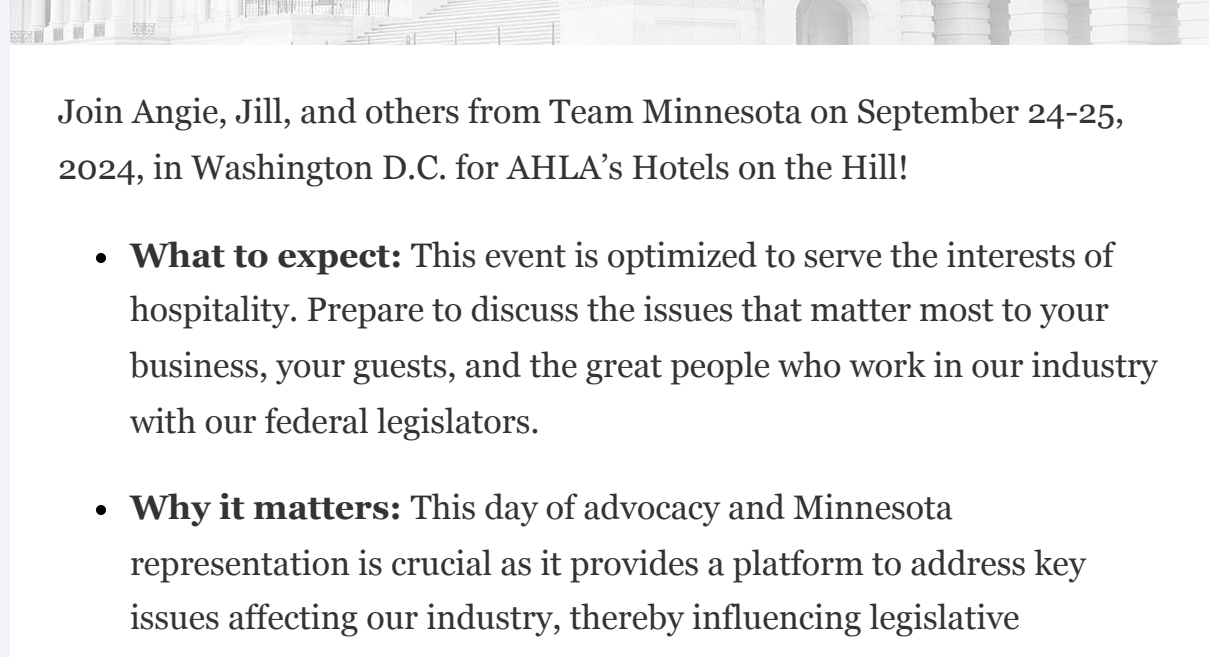 Join Angie, Jill, and others from Team Minnesota on September 24-25,
2024, in Washington D.C. for AHLA’s Hotels on the Hill!
• What to expect: This event is optimized to serve the interests of
hospitality. Prepare to discuss the issues that matter most to your
business, your guests, and the great people who work in our industry
with our federal legislators.
• Why it matters: This day of advocacy and Minnesota
representation is crucial as it provides a platform to address key
issues affecting our industry, thereby influencing legislative